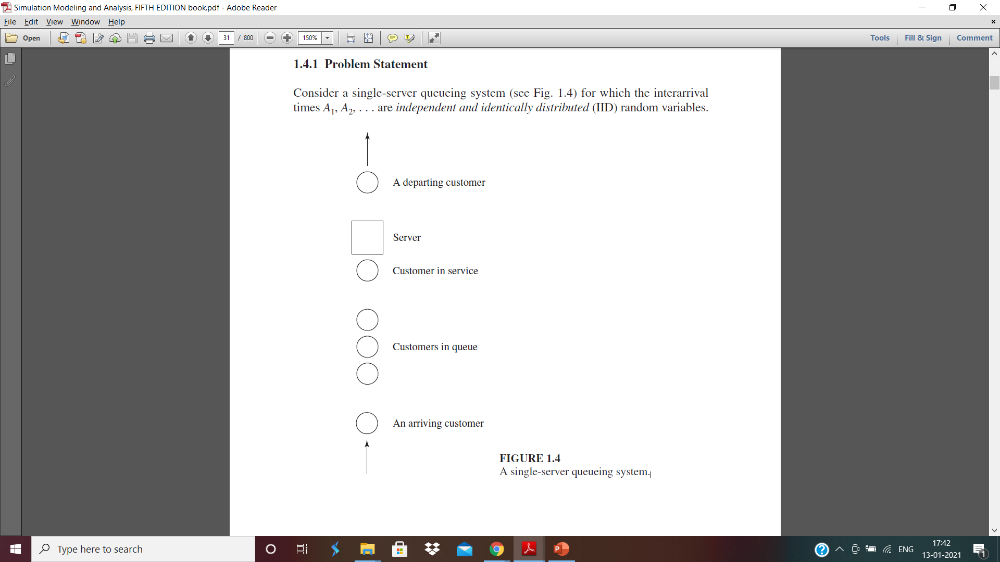 Simulation Modeling and Analysis, FIFTH EDITION book.pdf - Adobe Reader
File Edit View Window Help
Open 31 / 800 150% Tools Fill & Sign Comment
1.4.1 Problem Statement
Consider a single-server queueing system (see Fig. 1.4) for which the interarrival
times A1, A2, . . . are independent and identically distributed (IID) random variables.
A departing customer
Server
Customer in service
Customers in queue
An arriving customer
FIGURE 1.4
A single-server queueing system.
Type here to search
ENG
17:42
13-01-2021
1